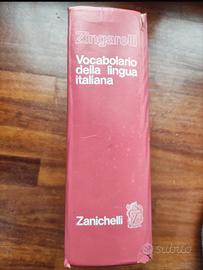 Zingarelli
Vocabolario
della lingua
italiana
Zanichelli
subito